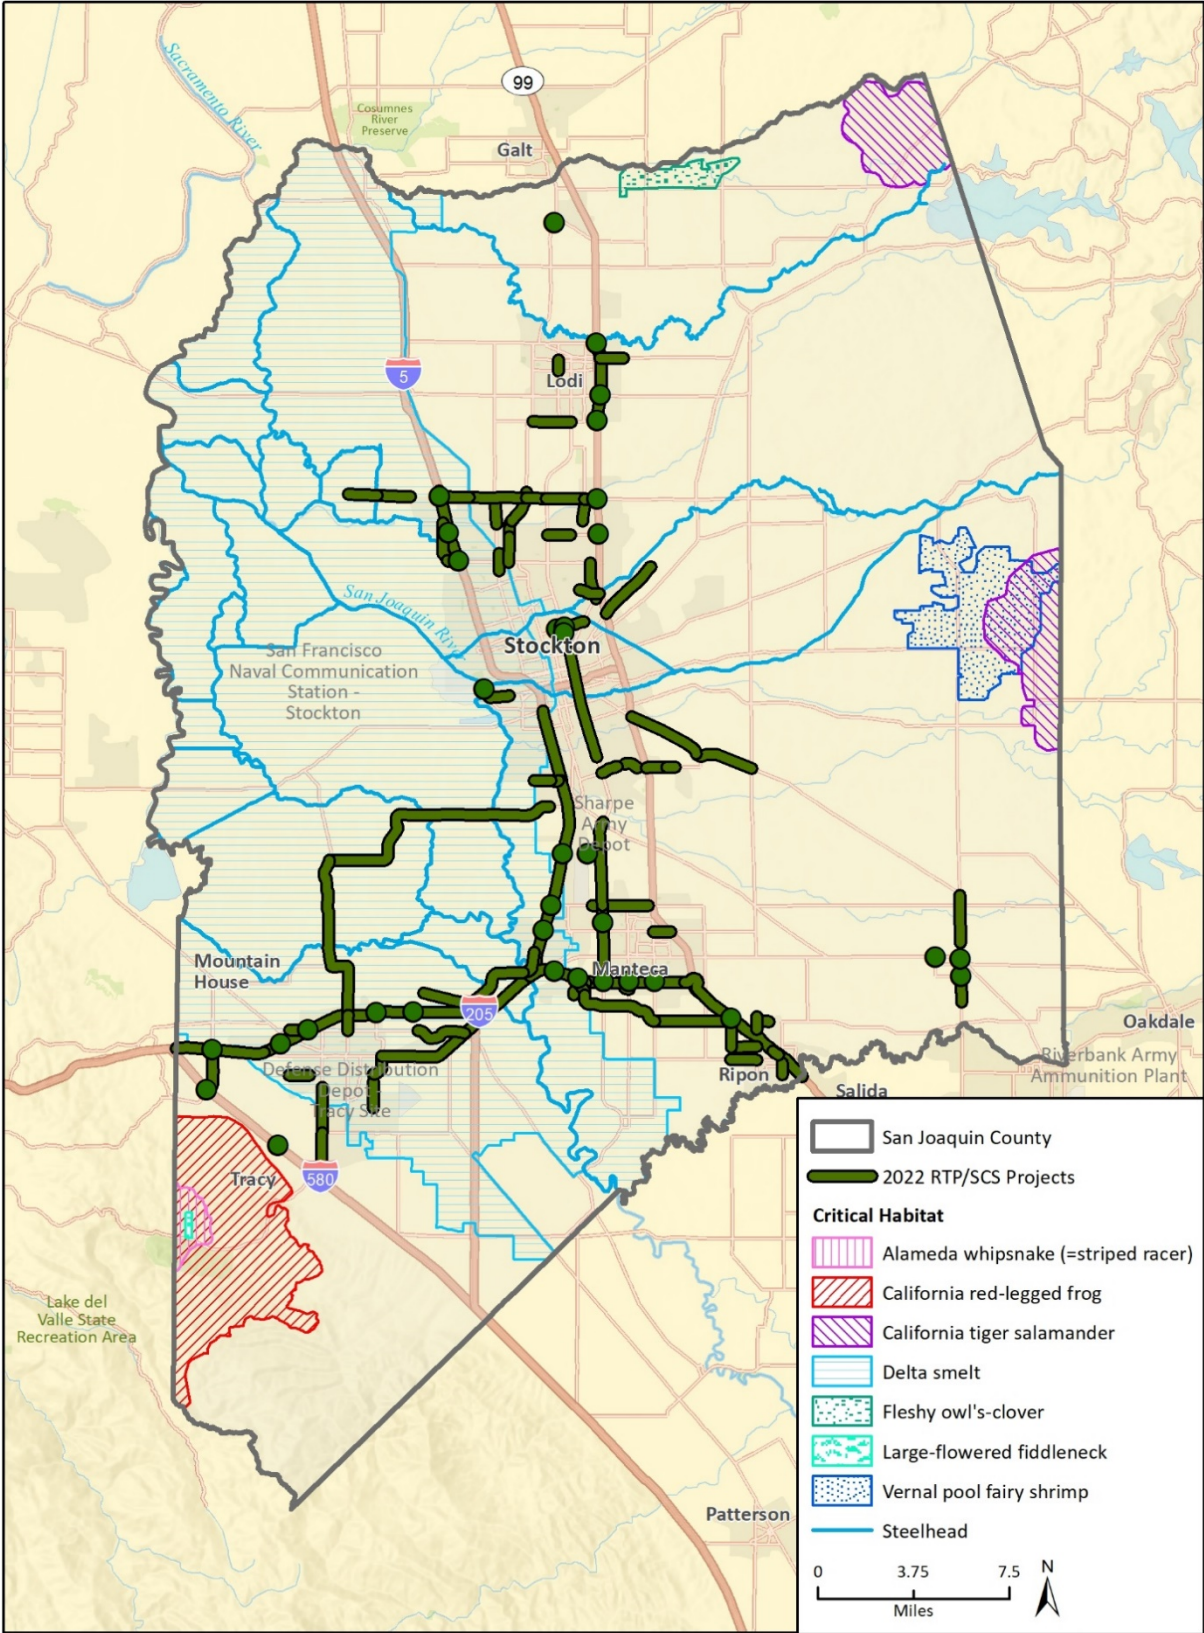 Sacramento River
99
Cosumnes
River
Preserve
Galt
5
Lodi
San Joaquin River
Stockton
San Francisco
Naval Communication
Station -
Stockton
Sharpe
Army
Depot
Mountain
House
Manteca
205
Oakdale
Defense Distribution
Depot
Tracy Site
Ripon
Riverbank Army
Ammunition Plant
Salida
Tracy
580
Lake del
Valle State
Recreation Area
Patterson
San Joaquin County
2022 RTP/SCS Projects
Critical Habitat
Alameda whipsnake (=striped racer)
California red-legged frog
California tiger salamander
Delta smelt
Fleshy owl's-clover
Large-flowered fiddleneck
Vernal pool fairy shrimp
Steelhead
0 3.75 7.5
Miles
N